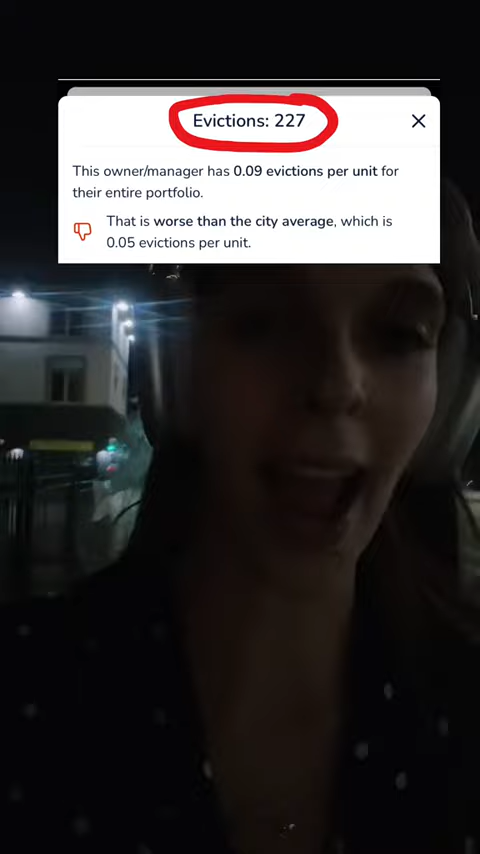 Evictions: 227
This owner/manager has 0.09 evictions per unit for
their entire portfolio.
That is worse than the city average, which is
0.05 evictions per unit.